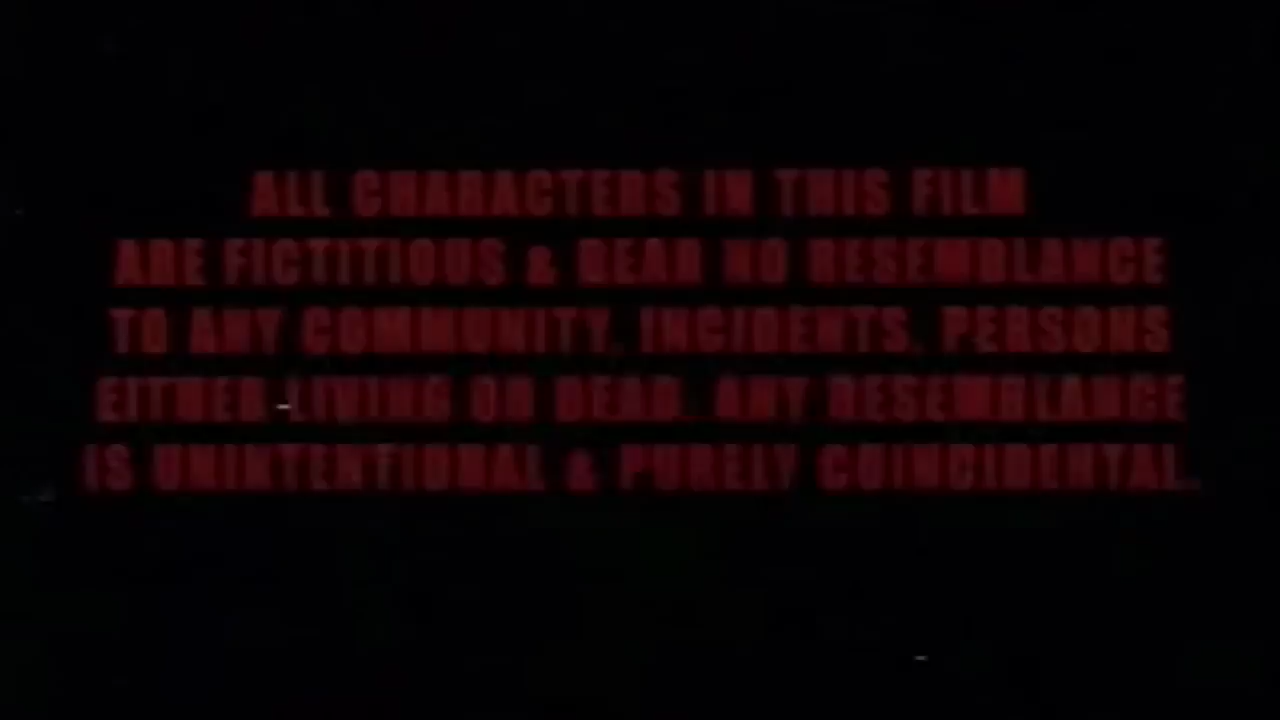 ALL CHARACTERS IN THIS FILM
ARE FICTITIOUS & BEAR NO RESEMBLANCE
TO ANY COMMUNITY, INCIDENTS, PERSONS
EITHER LIVING OR DEAD. ANY RESEMBLANCE
IS UNINTENTIONAL & PURELY COINCIDENTAL.